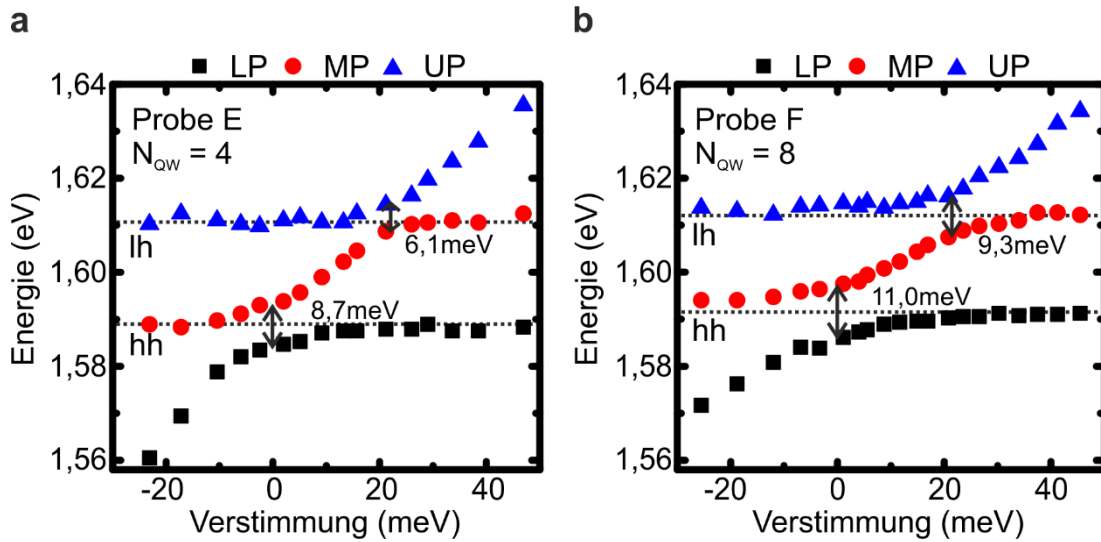 a
■ LP ● MP ▲ UP
Probe E
N_QW = 4
1,64
1,62
1,60
1,58
1,56
lh
hh
6,1meV
8,7meV
-20 0 20 40
Energie (eV)
Verstimmung (meV)
b
■ LP ● MP ▲ UP
Probe F
N_QW = 8
1,64
1,62
1,60
1,58
1,56
lh
hh
9,3meV
11,0meV
-20 0 20 40
Energie (eV)
Verstimmung (meV)